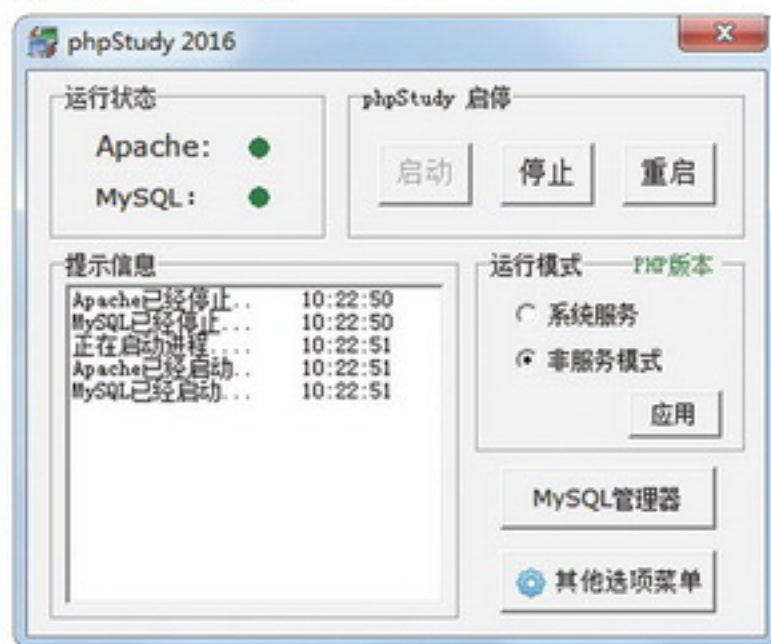 phpStudy 2016
运行状态
Apache:
MySQL:
phpStudy 启停
启动 停止 重启
提示信息
Apache已经停止.. 10:22:50
MySQL已经停止... 10:22:50
正在启动进程.... 10:22:51
Apache已经启动.. 10:22:51
MySQL已经启动... 10:22:51
运行模式 PHP版本
系统服务
非服务模式
应用
MySQL管理器
其他选项菜单